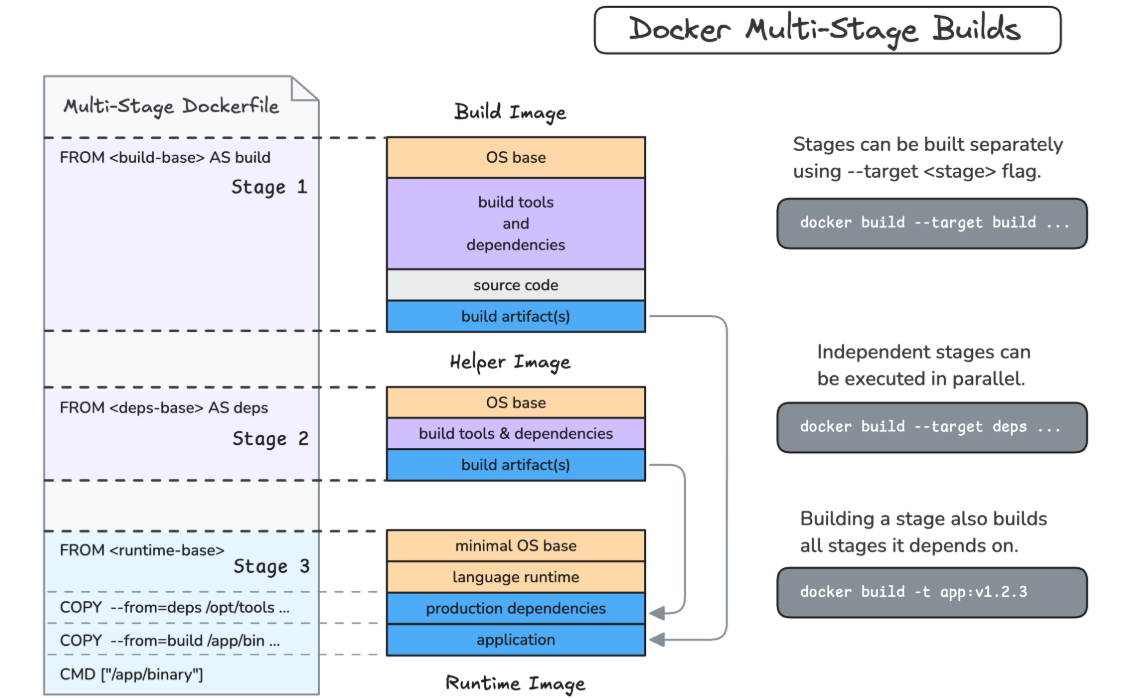 Docker Multi-Stage Builds
Multi-Stage Dockerfile
FROM <build-base> AS build
Stage 1
FROM <deps-base> AS deps
Stage 2
FROM <runtime-base>
Stage 3
COPY --from=deps /opt/tools ...
COPY --from=build /app/bin ...
CMD ["/app/binary"]
Build Image
OS base
build tools
and
dependencies
source code
build artifact(s)
Helper Image
OS base
build tools & dependencies
build artifact(s)
minimal OS base
language runtime
production dependencies
application
Runtime Image
Stages can be built separately
using --target <stage> flag.
docker build --target build ...
Independent stages can
be executed in parallel.
docker build --target deps ...
Building a stage also builds
all stages it depends on.
docker build -t app:v1.2.3